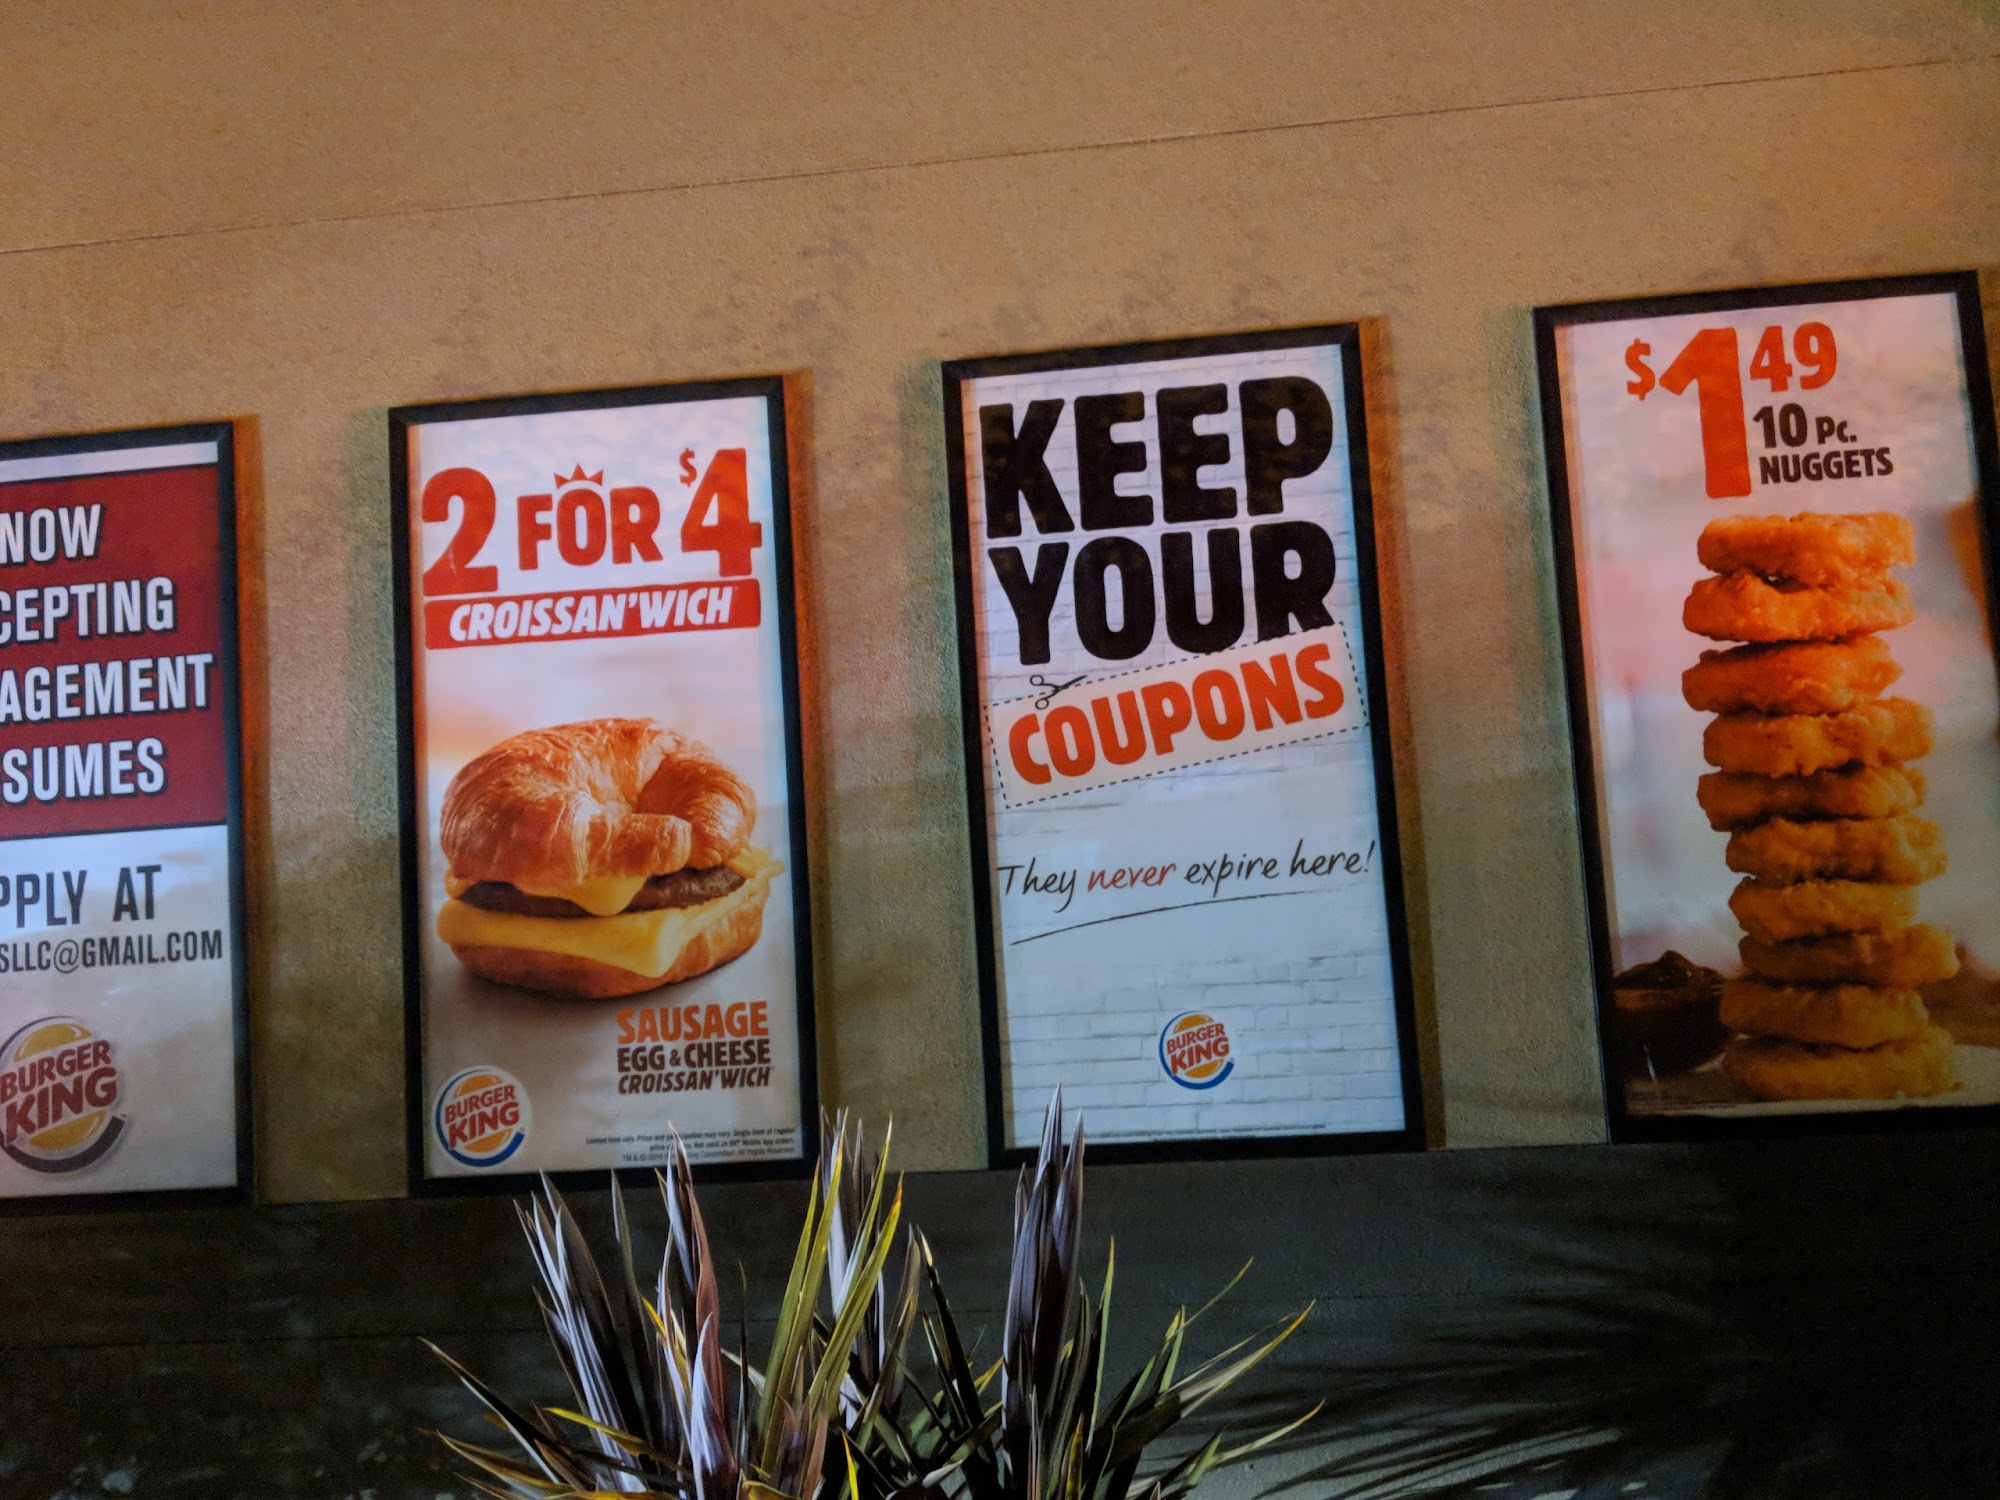 NOW
CEPTING
AGEMENT
SUMES
PPLY AT
SLLC@GMAIL.COM
BURGER
KING
2 FOR $4
CROISSAN'WICH
SAUSAGE
EGG & CHEESE
CROISSAN'WICH
BURGER
KING
KEEP
YOUR
COUPONS
They never expire here!
BURGER
KING
$1 49
10 Pc.
NUGGETS